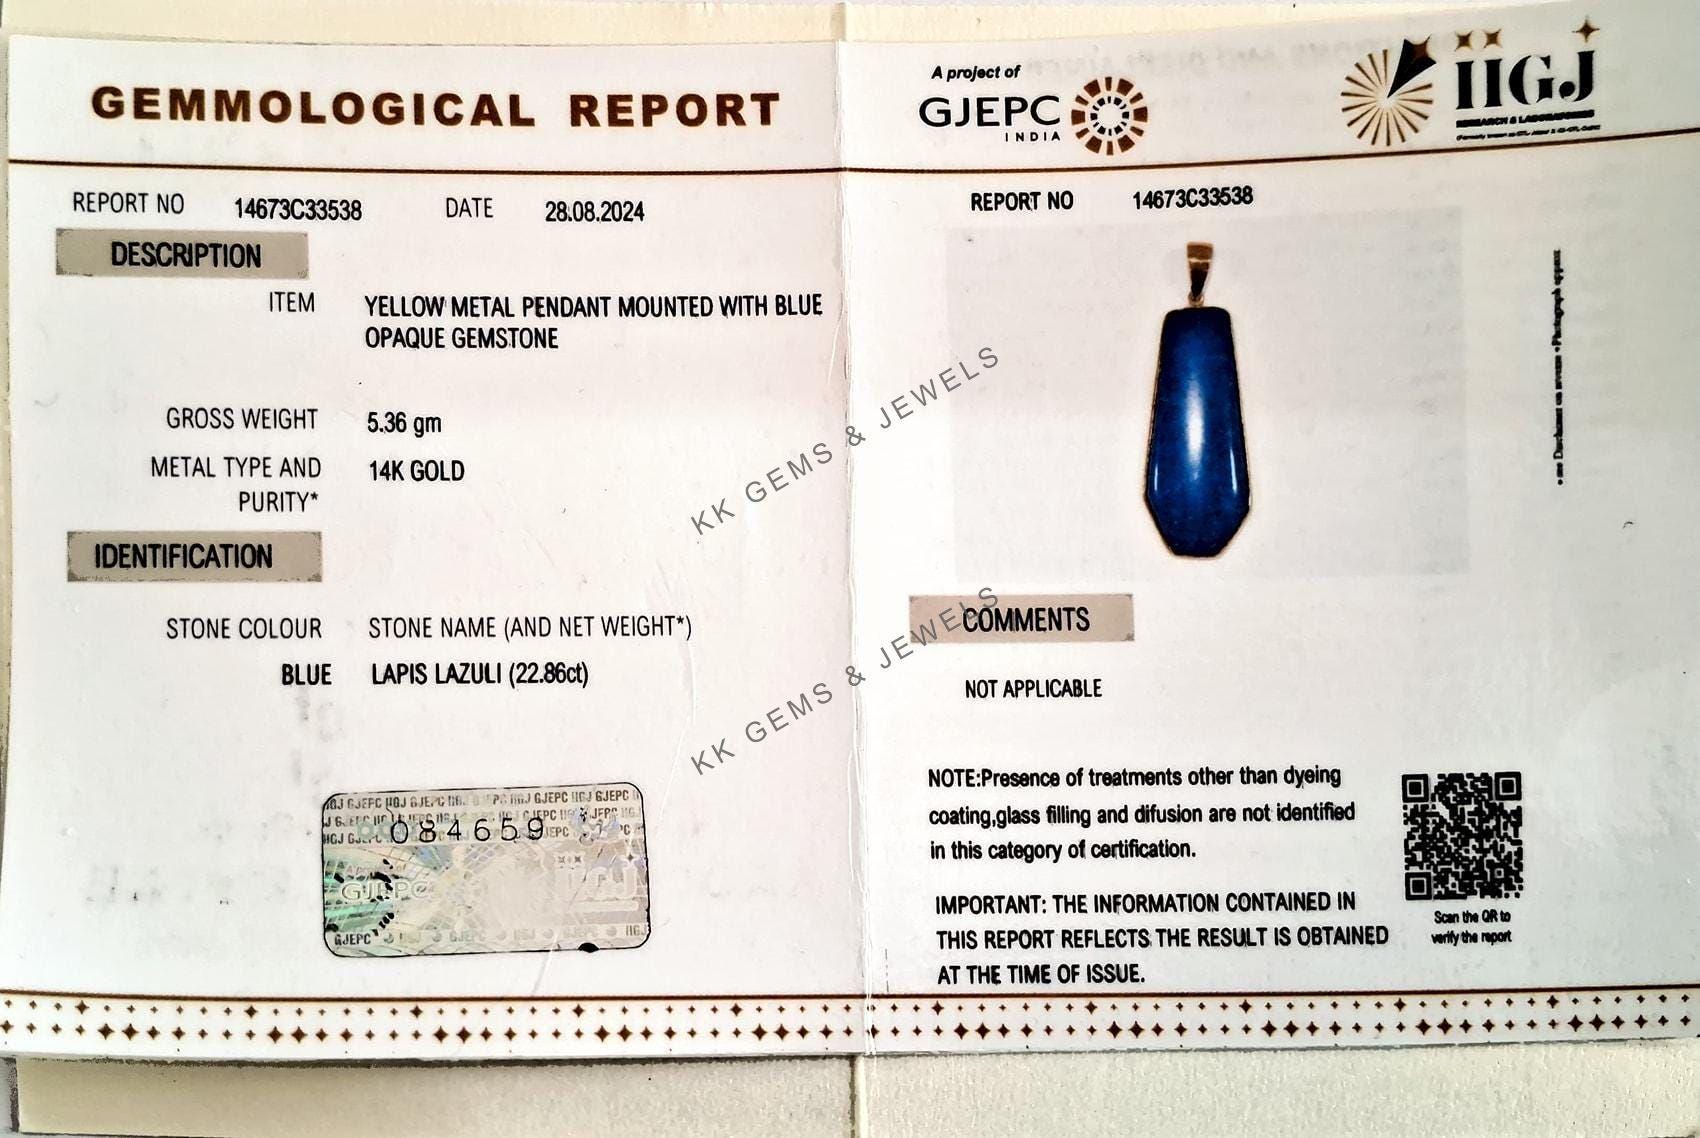 GEMMOLOGICAL REPORT
REPORT NO 14673C33538 DATE 28.08.2024
DESCRIPTION
ITEM YELLOW METAL PENDANT MOUNTED WITH BLUE
OPAQUE GEMSTONE
GROSS WEIGHT 5.36 gm
METAL TYPE AND 14K GOLD
PURITY*
IDENTIFICATION
STONE COLOUR STONE NAME (AND NET WEIGHT*)
BLUE LAPIS LAZULI (22.86ct)
084659
GJEPC
IIGJ
A project of
GJEPC
INDIA
IIGJ
RESEARCH & LABORATORIES
REPORT NO 14673C33538
COMMENTS
NOT APPLICABLE
NOTE:Presence of treatments other than dyeing
coating,glass filling and difusion are not identified
in this category of certification.
IMPORTANT: THE INFORMATION CONTAINED IN
THIS REPORT REFLECTS THE RESULT IS OBTAINED
AT THE TIME OF ISSUE.
Scan the QR to
verify the report
KK GEMS & JEWELS
KK GEMS & JEWELS